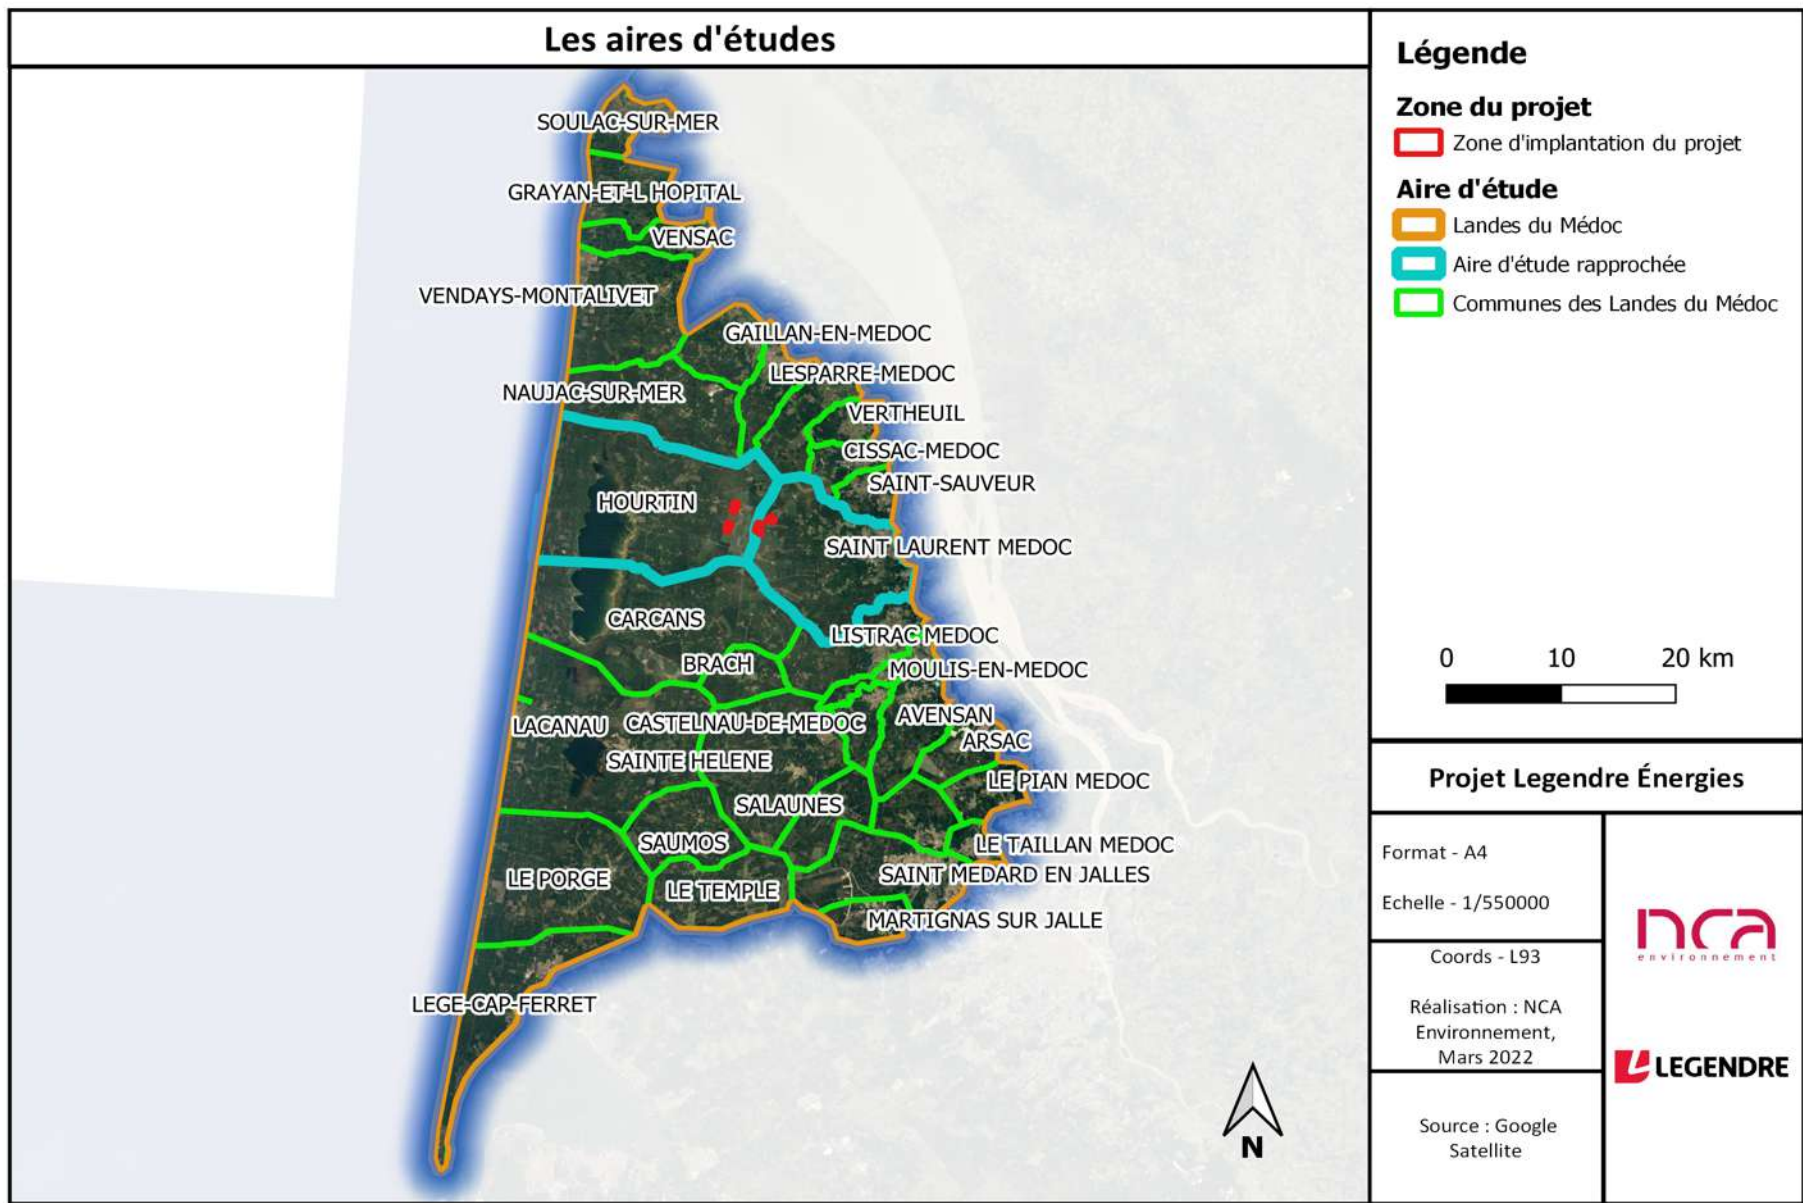 Les aires d'études
SOULAC-SUR-MER
GRAYAN-ET-L HOPITAL
VENSAC
VENDAYS-MONTALIVET
GAILLAN-EN-MEDOC
LESPARRE-MEDOC
NAUJAC-SUR-MER
VERTHEUIL
CISSAC-MEDOC
SAINT-SAUVEUR
HOURTIN
SAINT LAURENT MEDOC
CARCANS
LISTRAC MEDOC
BRACH
MOULIS-EN-MEDOC
LACANAU
CASTELNAU-DE-MEDOC
AVENSAN
ARSAC
SAINTE HELENE
LE PIAN MEDOC
SALAUNES
SAUMOS
LE TAILLAN MEDOC
LE PORGE
LE TEMPLE
SAINT MEDARD EN JALLES
MARTIGNAS SUR JALLE
LEGE-CAP-FERRET
N
Légende
Zone du projet
Zone d'implantation du projet
Aire d'étude
Landes du Médoc
Aire d'étude rapprochée
Communes des Landes du Médoc
0 10 20 km
Projet Legendre Énergies
Format - A4
Echelle - 1/550000
Coords - L93
Réalisation : NCA
Environnement,
Mars 2022
Source : Google
Satellite
nca
environnement
LEGENDRE